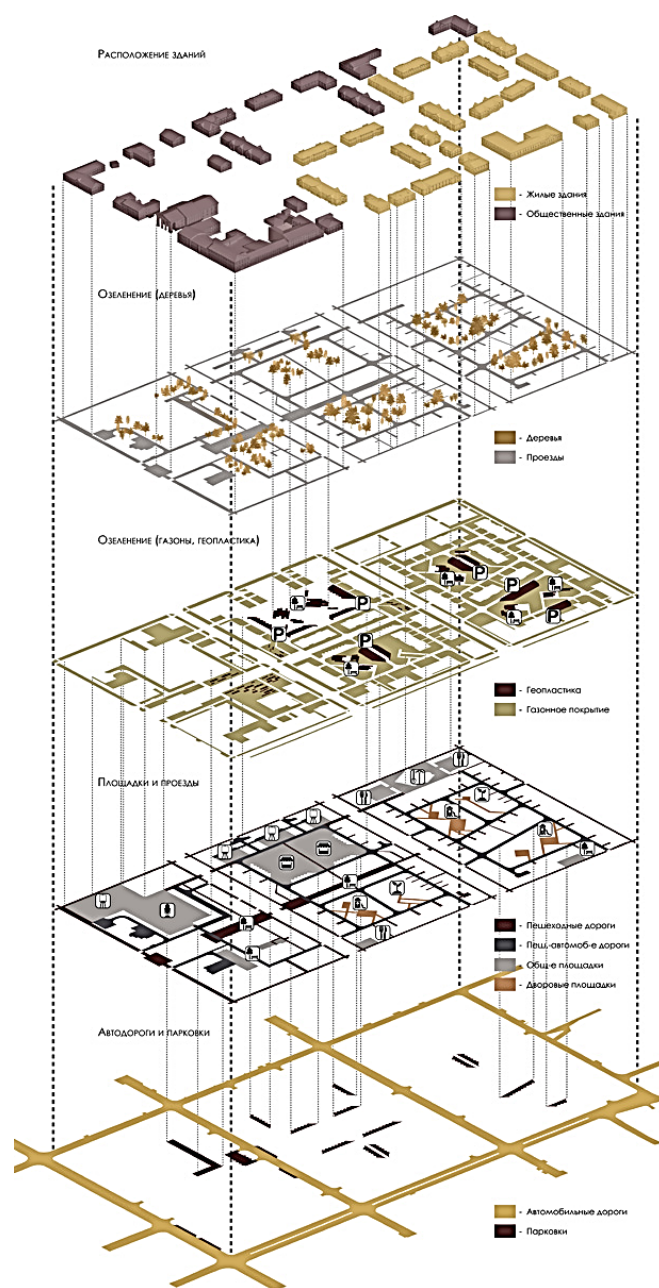 Расположение зданий
- Жилые здания
- Общественные здания
Озеленение (деревья)
- Деревья
- Проезды
Озеленение (газоны, геопластика)
P
P
P
P
P
P
- Геопластика
- Газонное покрытие
Площадки и проезды
- Пешеходные дороги
- Пеш.-автомоб-е дороги
- Общ-е площадки
- Дворовые площадки
Автодороги и парковки
- Автомобильные дороги
- Парковки